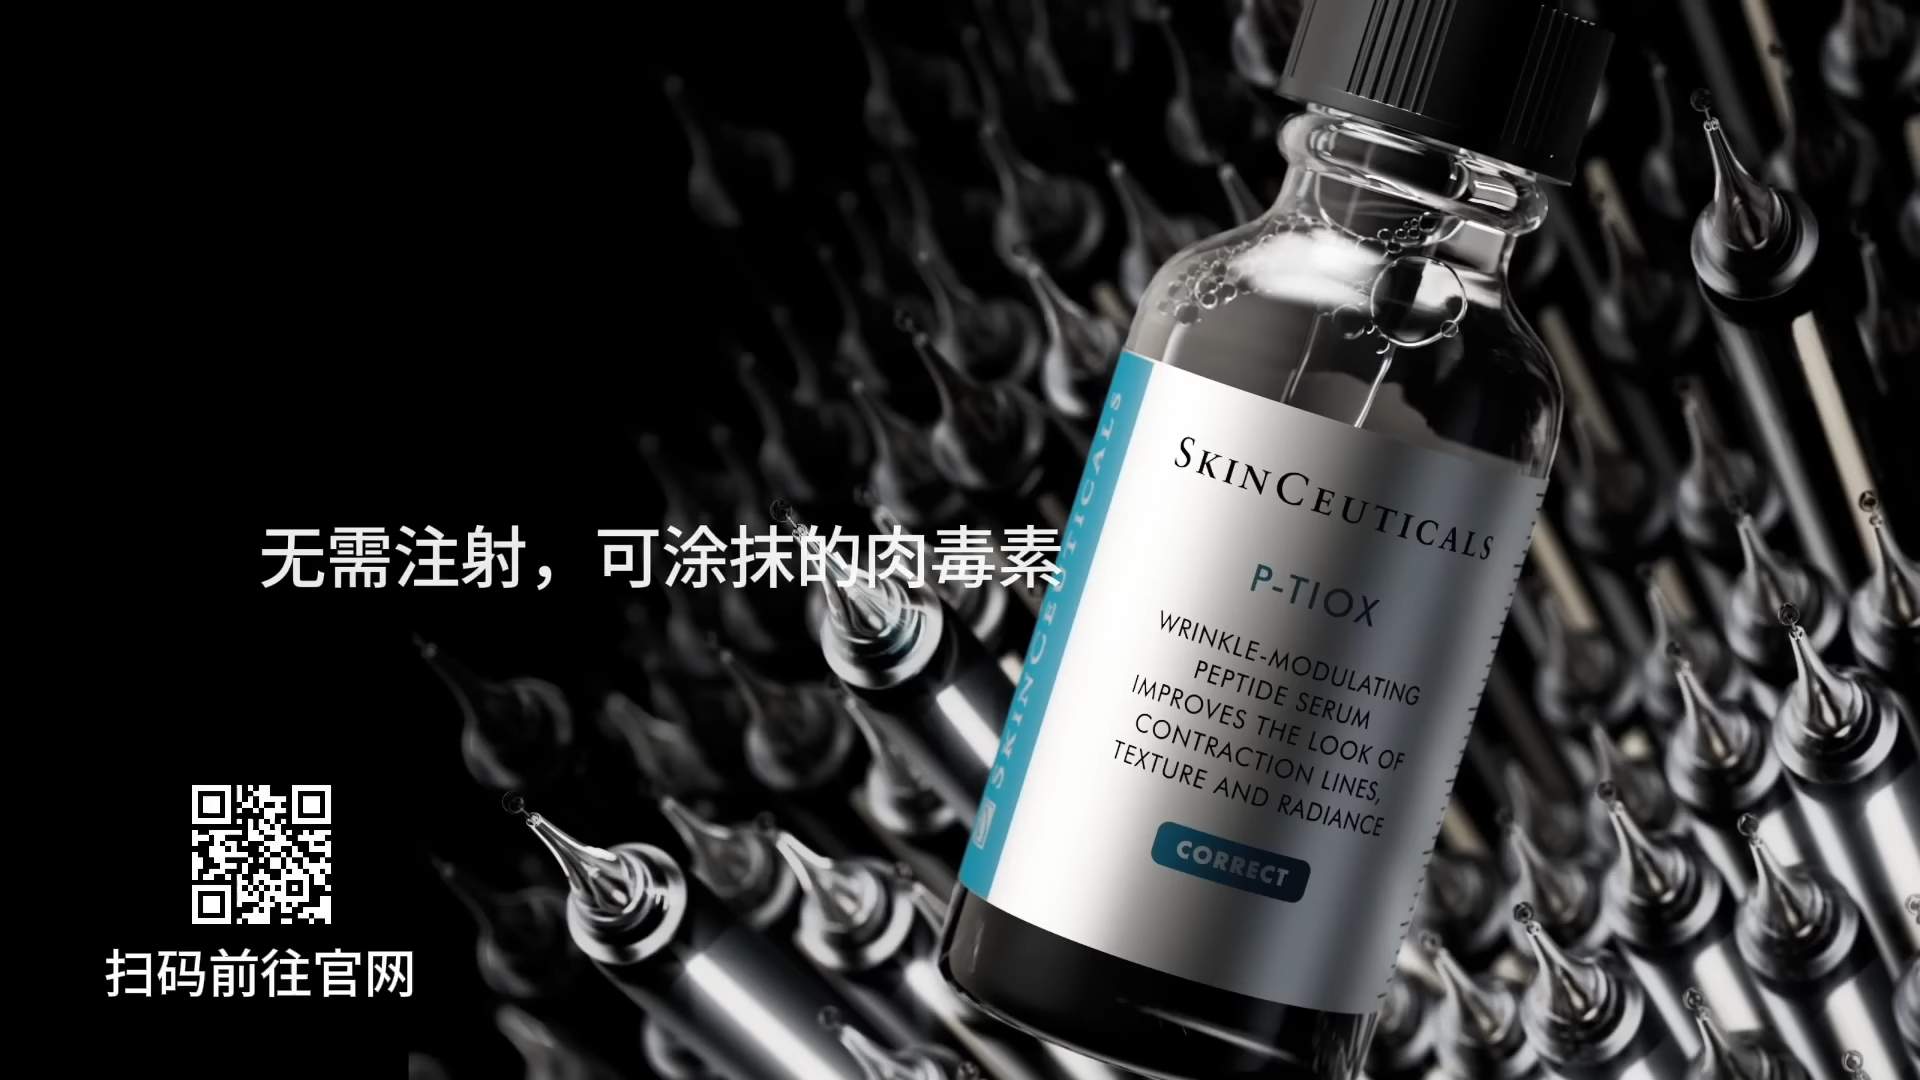 无需注射，可涂抹的肉毒素
扫码前往官网
SKINCEUTICALS
SKINCEUTICALS
P-TIOX
WRINKLE-MODULATING
PEPTIDE SERUM
IMPROVES THE LOOK OF
CONTRACTION LINES,
TEXTURE AND RADIANCE
CORRECT